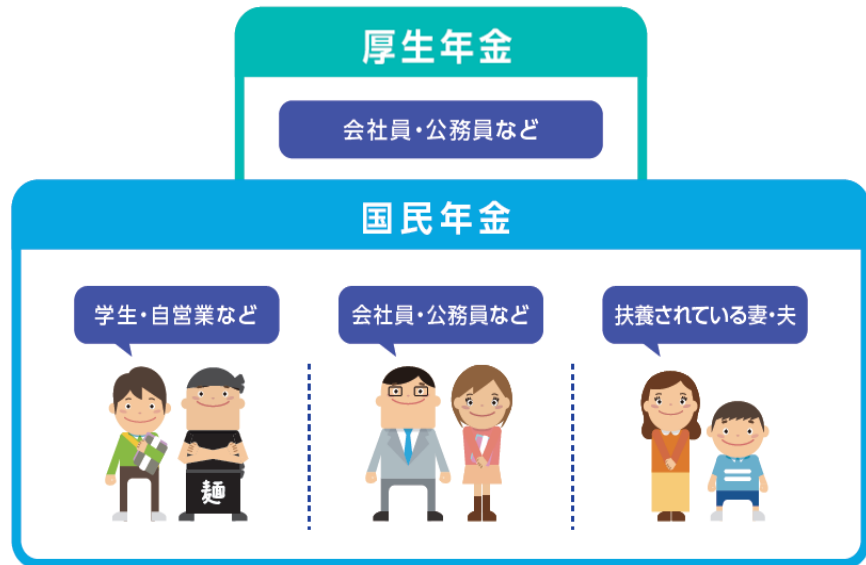 厚生年金
会社員・公務員など
国民年金
学生・自営業など
会社員・公務員など
扶養されている妻・夫
麺